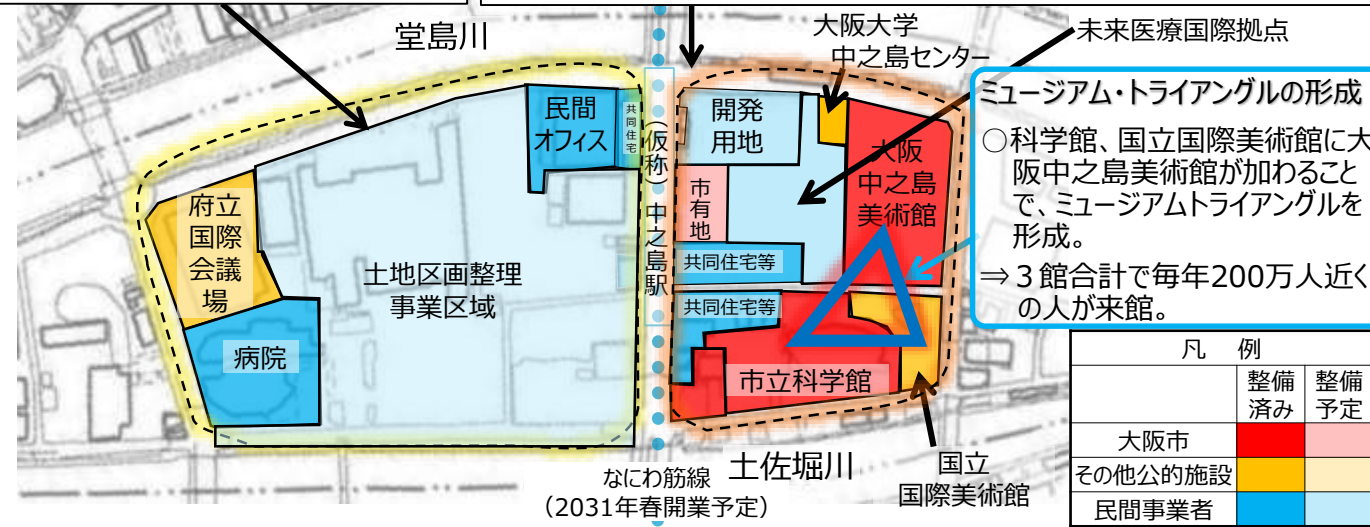 堂島川
大阪大学
中之島センター
未来医療国際拠点
民間
オフィス
共同住宅
(仮称)中之島駅
開発
用地
大阪
中之島
美術館
市有地
府立
国際
会議
場
土地区画整理
事業区域
共同住宅等
共同住宅等
病院
市立科学館
ミュージアム・トライアングルの形成
○科学館、国立国際美術館に大
阪中之島美術館が加わること
で、ミュージアムトライアングルを
形成。
⇒3館合計で毎年200万人近く
の人が来館。
なにわ筋線
(2031年春開業予定)
土佐堀川
国立
国際美術館
凡 例
整備
済み
整備
予定
大阪市
その他公的施設
民間事業者